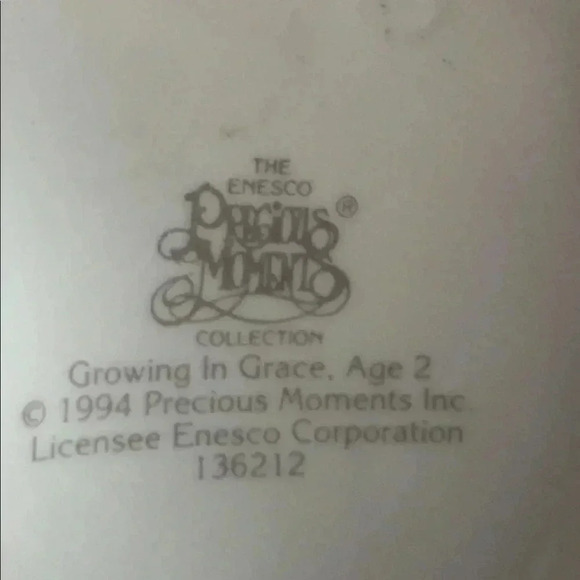 THE
ENESCO
PRECIOUS ®
MOMENTS
COLLECTION
Growing In Grace, Age 2
© 1994 Precious Moments Inc.
Licensee Enesco Corporation
136212